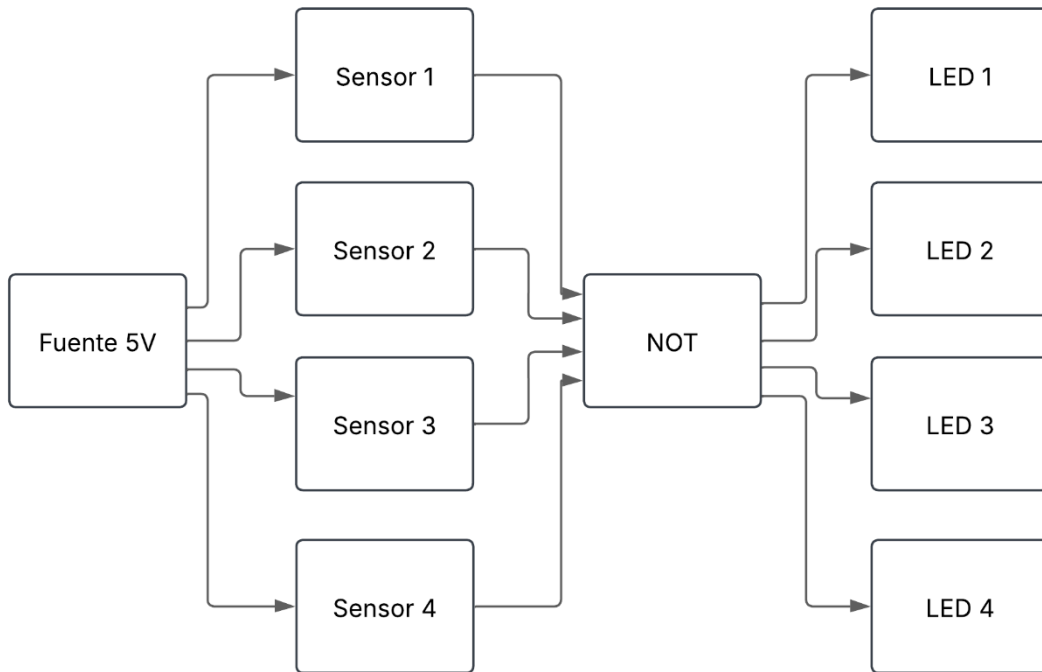 Sensor 1
LED 1
Sensor 2
LED 2
Fuente 5V
NOT
Sensor 3
LED 3
Sensor 4
LED 4